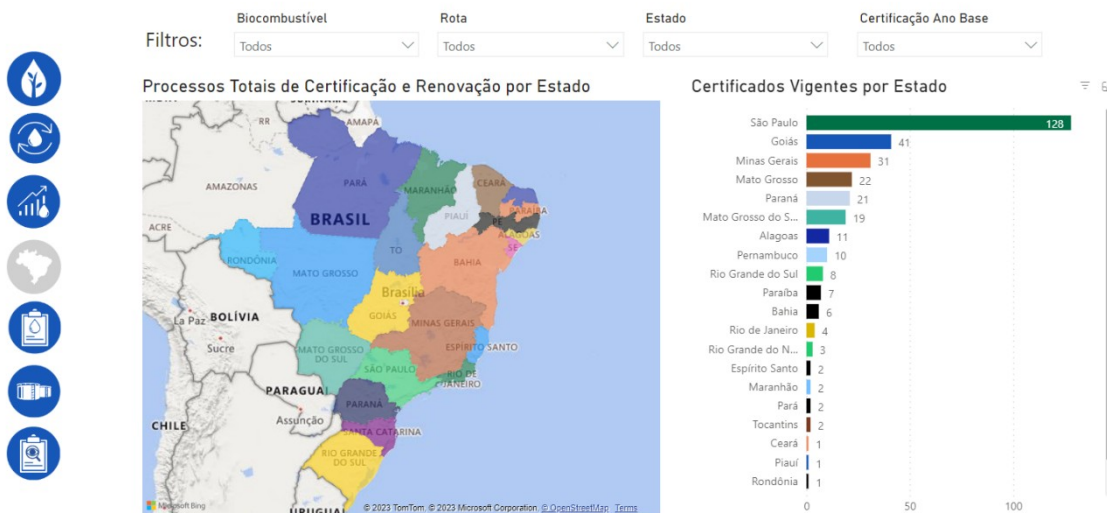 Filtros:
Biocombustível
Todos
Rota
Todos
Estado
Todos
Certificação Ano Base
Todos
Processos Totais de Certificação e Renovação por Estado
RR
AMAPÁ
AMAZONAS
PARÁ
MARANHÃO
CEARÁ
PARAÍBA
PIAUÍ
PE
BRASIL
ALAGOAS
ACRE
TO
SE
RONDÔNIA
BAHIA
MATO GROSSO
Brasília
GOIÁS
La Paz
BOLÍVIA
MINAS GERAIS
Sucre
ESPIRITO SANTO
MATO GROSSO
DO SUL
SÃO PAULO
RIO DE
JANEIRO
PARAGUAI
PARANÁ
Assunção
CHILE
SANTA CATARINA
RIO GRANDE
DO SUL
Microsoft Bing
URUGUAI
© 2023 TomTom, © 2023 Microsoft Corporation, © OpenStreetMap Terms
Certificados Vigentes por Estado
São Paulo 128
Goiás 41
Minas Gerais 31
Mato Grosso 22
Paraná 21
Mato Grosso do S... 19
Alagoas 11
Pernambuco 10
Rio Grande do Sul 8
Paraíba 7
Bahia 6
Rio de Janeiro 4
Rio Grande do N... 3
Espírito Santo 2
Maranhão 2
Pará 2
Tocantins 2
Ceará 1
Piauí 1
Rondônia 1
0 50 100